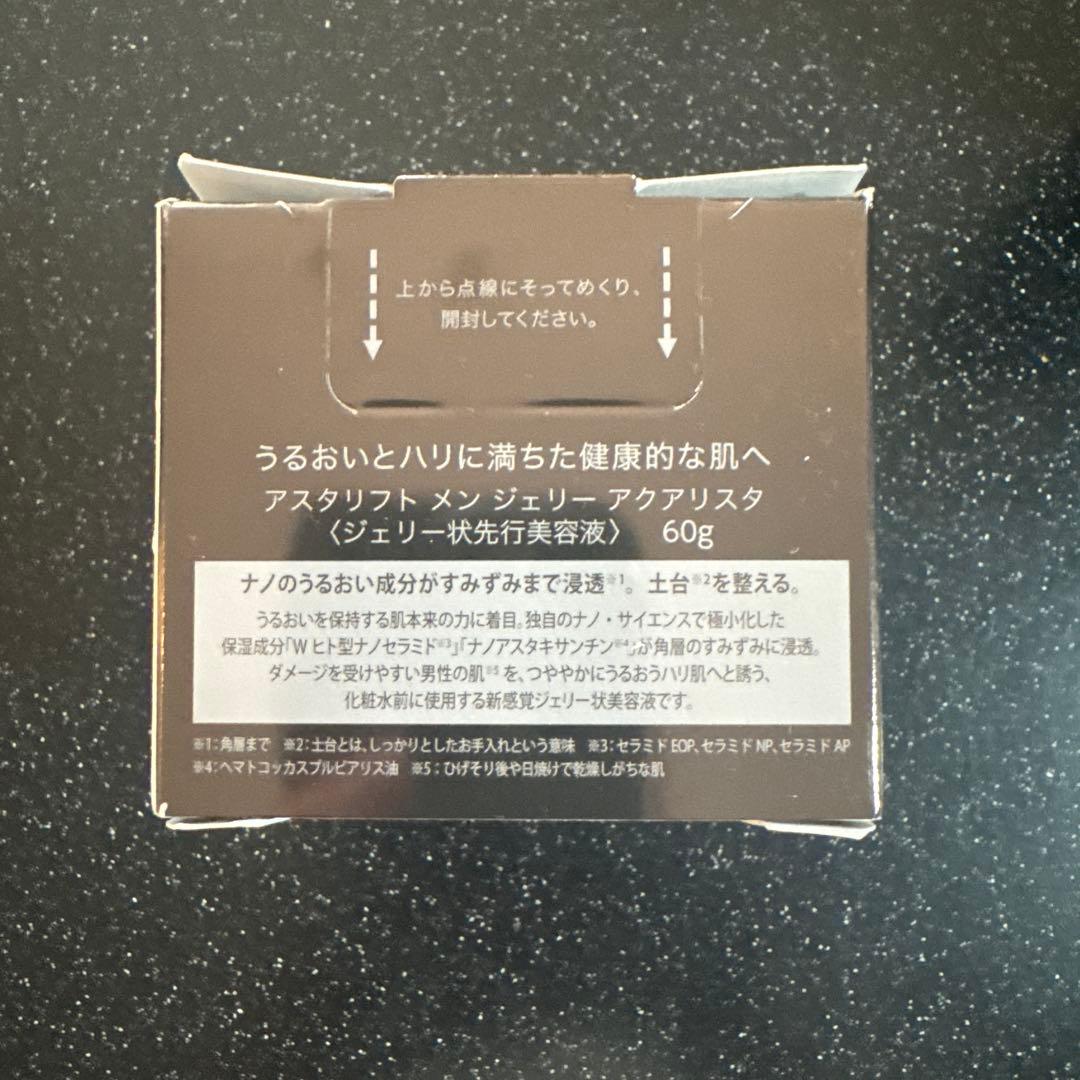 上から点線にそってめくり、
開封してください。
うるおいとハリに満ちた健康的な肌へ
アスタリフト メン ジェリー アクアリスタ
〈ジェリー状先行美容液〉 60g
ナノのうるおい成分がすみずみまで浸透※1。土台※2を整える。
うるおいを保持する肌本来の力に着目。独自のナノ・サイエンスで極小化した
保湿成分「W ヒト型ナノセラミド※3」「ナノアスタキサンチン※4」が角層のすみずみに浸透。
ダメージを受けやすい男性の肌※5を、つややかにうるおうハリ肌へと誘う、
化粧水前に使用する新感覚ジェリー状美容液です。
※1：角層まで ※2：土台とは、しっかりとしたお手入れという意味 ※3：セラミド EOP、セラミド NP、セラミド AP
※4：ヘマトコッカスプルビアリス油 ※5：ひげそり後や日焼けで乾燥しがちな肌